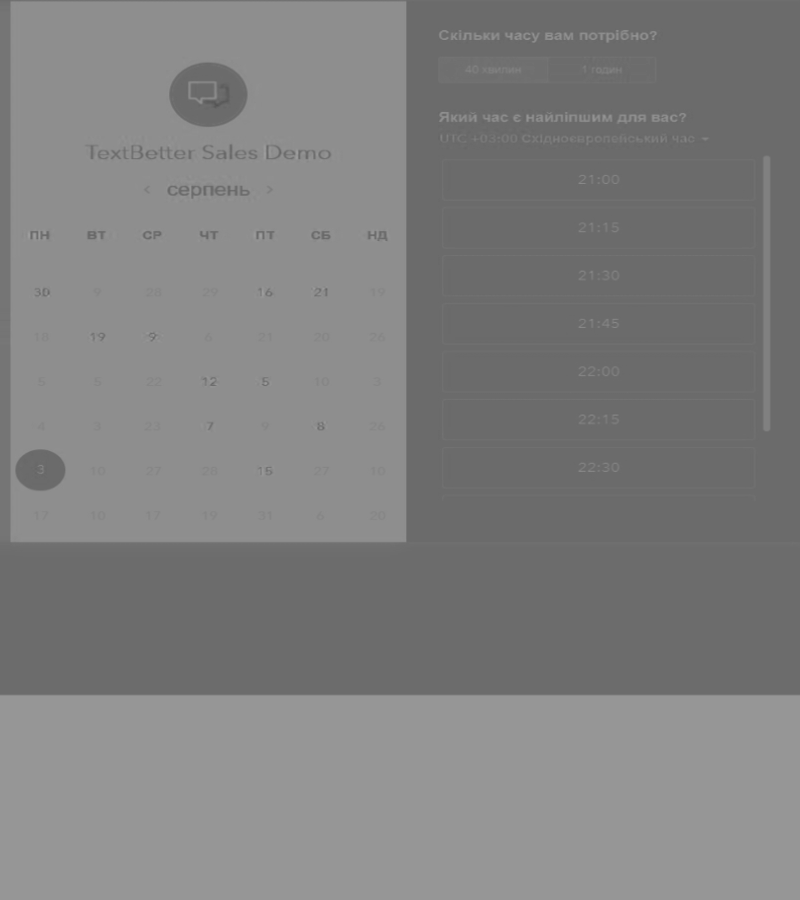 TextBetter Sales Demo
серпень
ПН ВТ СР ЧТ ПТ СБ НД
30 9 28 29 16 21 19
18 19 9 6 21 20 26
5 5 22 12 5 10 3
4 3 23 7 9 8 26
3 10 27 28 15 27 19
17 10 17 19 31 6 20
Скільки часу вам потрібно?
40 хвилин 1 годин
Який час є найліпшим для вас?
UTC +03:00 Східноєвропейський час
21:00
21:15
21:30
21:45
22:00
22:15
22:30